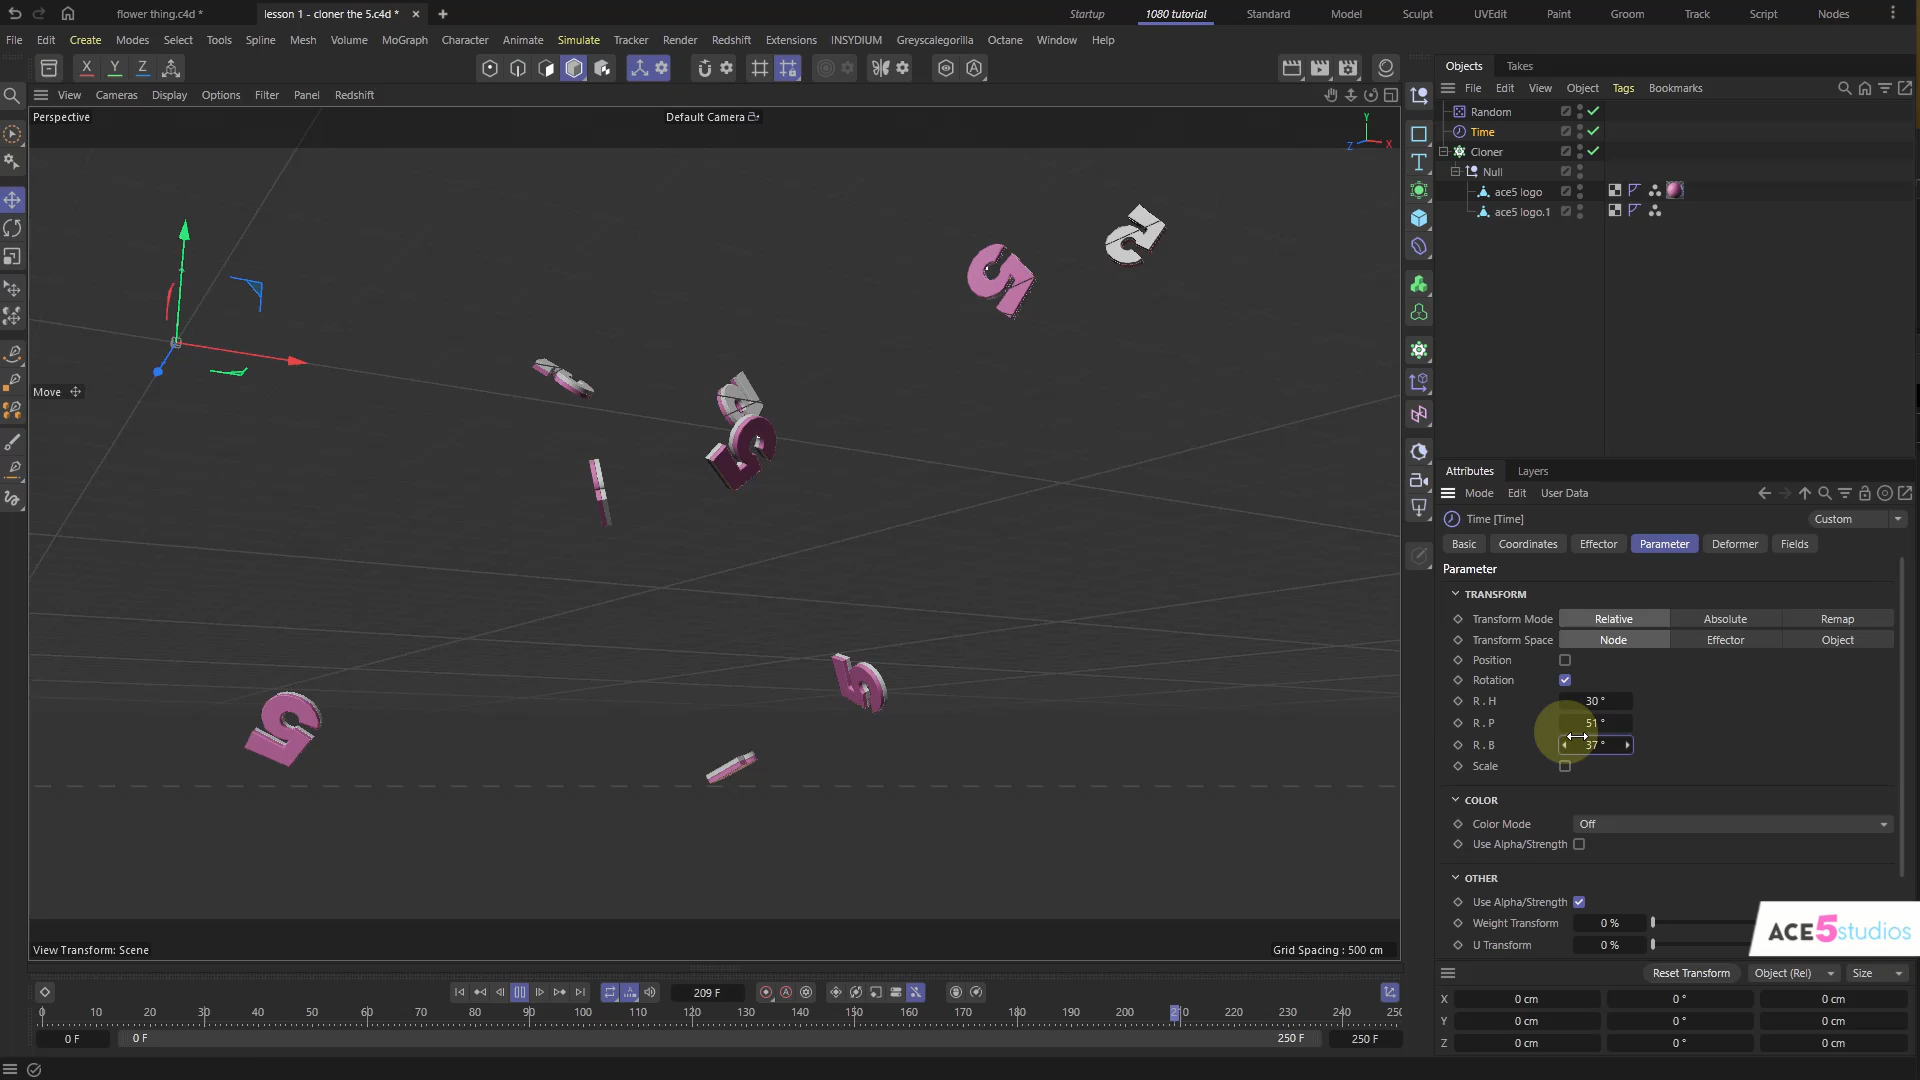 flower thing.c4d *
lesson 1 - cloner the 5.c4d *
Startup 1080 tutorial Standard Model Sculpt UVEdit Paint Groom Track Script Nodes
File Edit Create Modes Select Tools Spline Mesh Volume MoGraph Character Animate Simulate Tracker Render Redshift Extensions INSYDIUM Greyscalegorilla Octane Window Help
X Y Z
View Cameras Display Options Filter Panel Redshift
Perspective
Default Camera
Y
Z X
Move
View Transform: Scene
Grid Spacing : 500 cm
Objects Takes
File Edit View Object Tags Bookmarks
Random
Time
Cloner
Null
ace5 logo
ace5 logo.1
Attributes Layers
Mode Edit User Data
Time [Time]
Custom
Basic Coordinates Effector Parameter Deformer Fields
Parameter
TRANSFORM
Transform Mode Relative Absolute Remap
Transform Space Node Effector Object
Position
Rotation
R . H 30 °
R . P 51 °
R . B 37 °
Scale
COLOR
Color Mode Off
Use Alpha/Strength
OTHER
Use Alpha/Strength
Weight Transform 0 %
U Transform 0 %
ACE5studios
Reset Transform Object (Rel) Size
X 0 cm 0 ° 0 cm
Y 0 cm 0 ° 0 cm
Z 0 cm 0 ° 0 cm
209 F
0 10 20 30 40 50 60 70 80 90 100 110 120 130 140 150 160 170 180 190 200 210 220 230 240 250
0 F 0 F 250 F 250 F